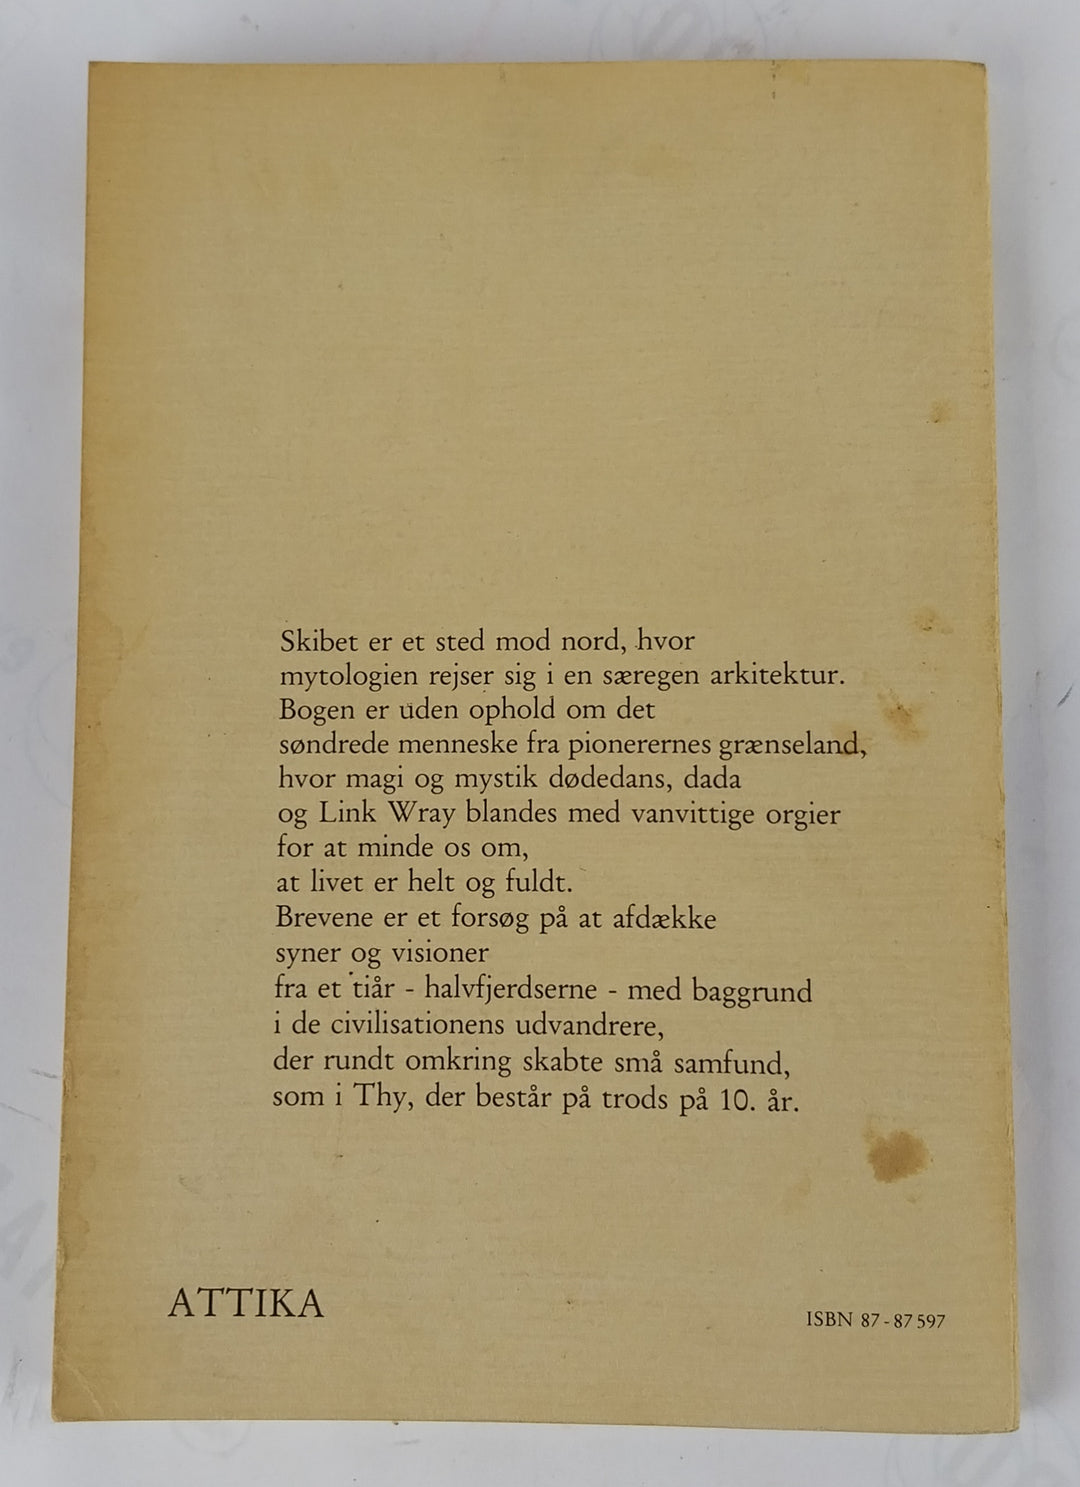 Skibet er et sted mod nord, hvor
mytologien rejser sig i en særegen arkitektur.
Bogen er uden ophold om det
søndrede menneske fra pionerernes grænseland,
hvor magi og mystik dødedans, dada
og Link Wray blandes med vanvittige orgier
for at minde os om,
at livet er helt og fuldt.
Brevene er et forsøg på at afdække
syner og visioner
fra et tiår - halvfjerdserne - med baggrund
i de civilisationens udvandrere,
der rundt omkring skabte små samfund,
som i Thy, der består på trods på 10. år.
ATTIKA
ISBN 87-87597